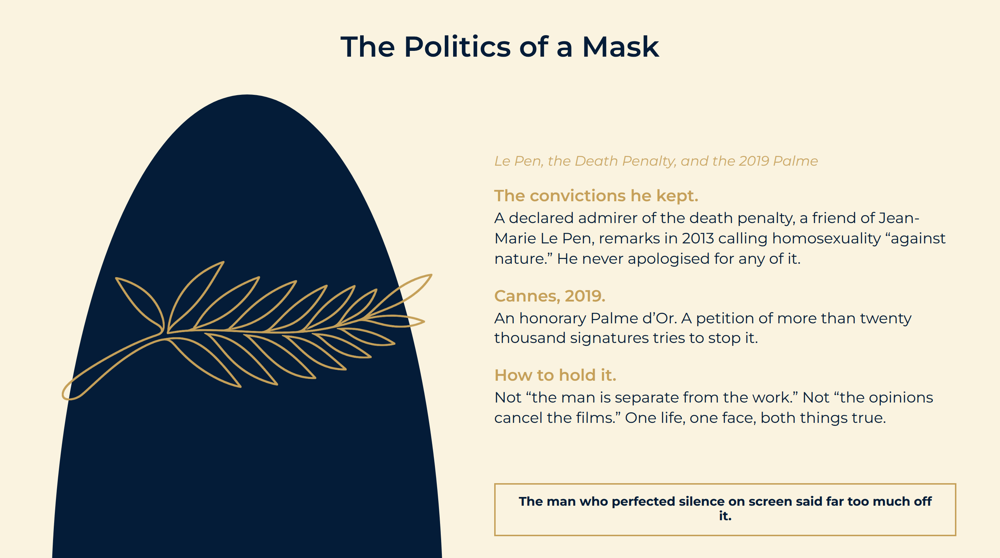 The Politics of a Mask
Le Pen, the Death Penalty, and the 2019 Palme
The convictions he kept.
A declared admirer of the death penalty, a friend of Jean-
Marie Le Pen, remarks in 2013 calling homosexuality “against
nature.” He never apologised for any of it.
Cannes, 2019.
An honorary Palme d’Or. A petition of more than twenty
thousand signatures tries to stop it.
How to hold it.
Not “the man is separate from the work.” Not “the opinions
cancel the films.” One life, one face, both things true.
The man who perfected silence on screen said far too much off
it.